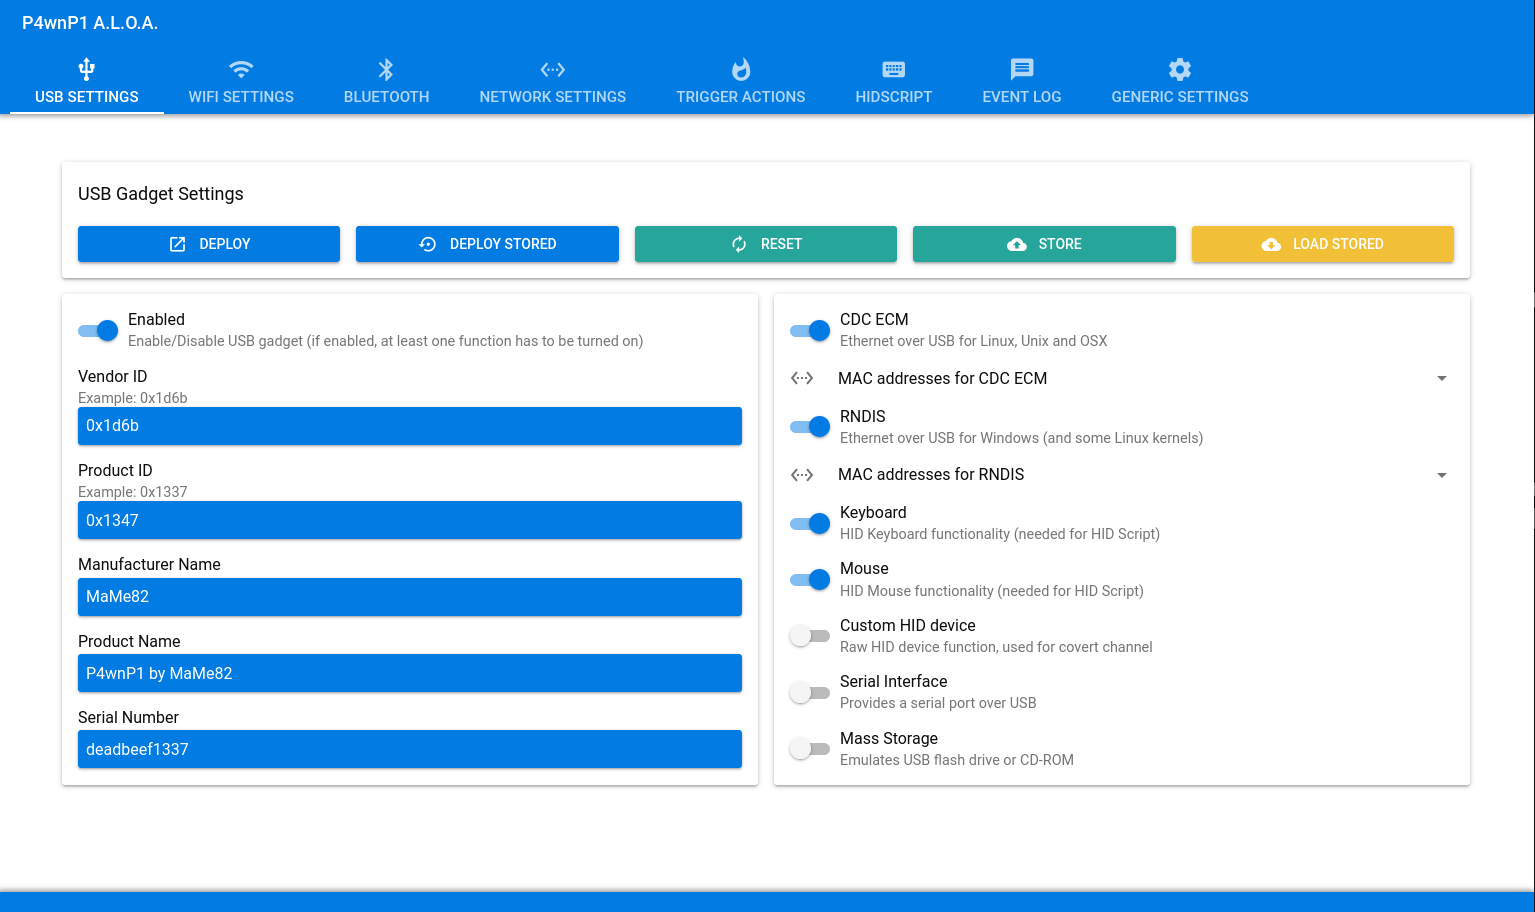 P4wnP1 A.L.O.A.
USB SETTINGS
WIFI SETTINGS
BLUETOOTH
NETWORK SETTINGS
TRIGGER ACTIONS
HIDSCRIPT
EVENT LOG
GENERIC SETTINGS
USB Gadget Settings
DEPLOY
DEPLOY STORED
RESET
STORE
LOAD STORED
Enabled
Enable/Disable USB gadget (if enabled, at least one function has to be turned on)
Vendor ID
Example: 0x1d6b
0x1d6b
Product ID
Example: 0x1337
0x1347
Manufacturer Name
MaMe82
Product Name
P4wnP1 by MaMe82
Serial Number
deadbeef1337
CDC ECM
Ethernet over USB for Linux, Unix and OSX
MAC addresses for CDC ECM
RNDIS
Ethernet over USB for Windows (and some Linux kernels)
MAC addresses for RNDIS
Keyboard
HID Keyboard functionality (needed for HID Script)
Mouse
HID Mouse functionality (needed for HID Script)
Custom HID device
Raw HID device function, used for covert channel
Serial Interface
Provides a serial port over USB
Mass Storage
Emulates USB flash drive or CD-ROM